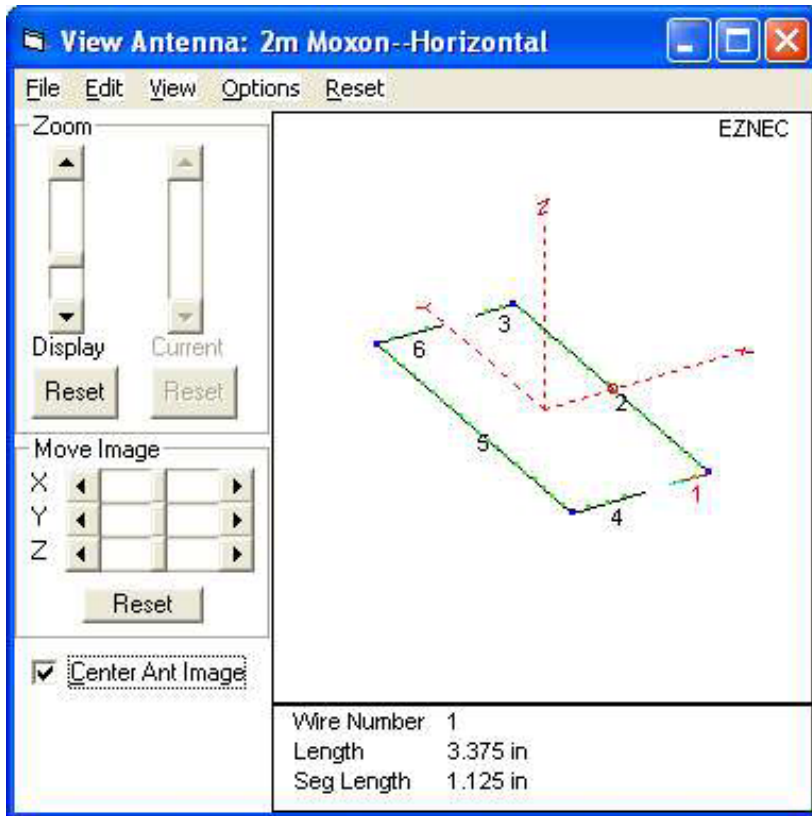 View Antenna: 2m Moxon--Horizontal
File Edit View Options Reset
Zoom
Display Current
Reset Reset
Move Image
X
Y
Z
Reset
Center Ant Image
EZNEC
Z
3
6
2
5
1
4
Wire Number 1
Length 3.375 in
Seg Length 1.125 in